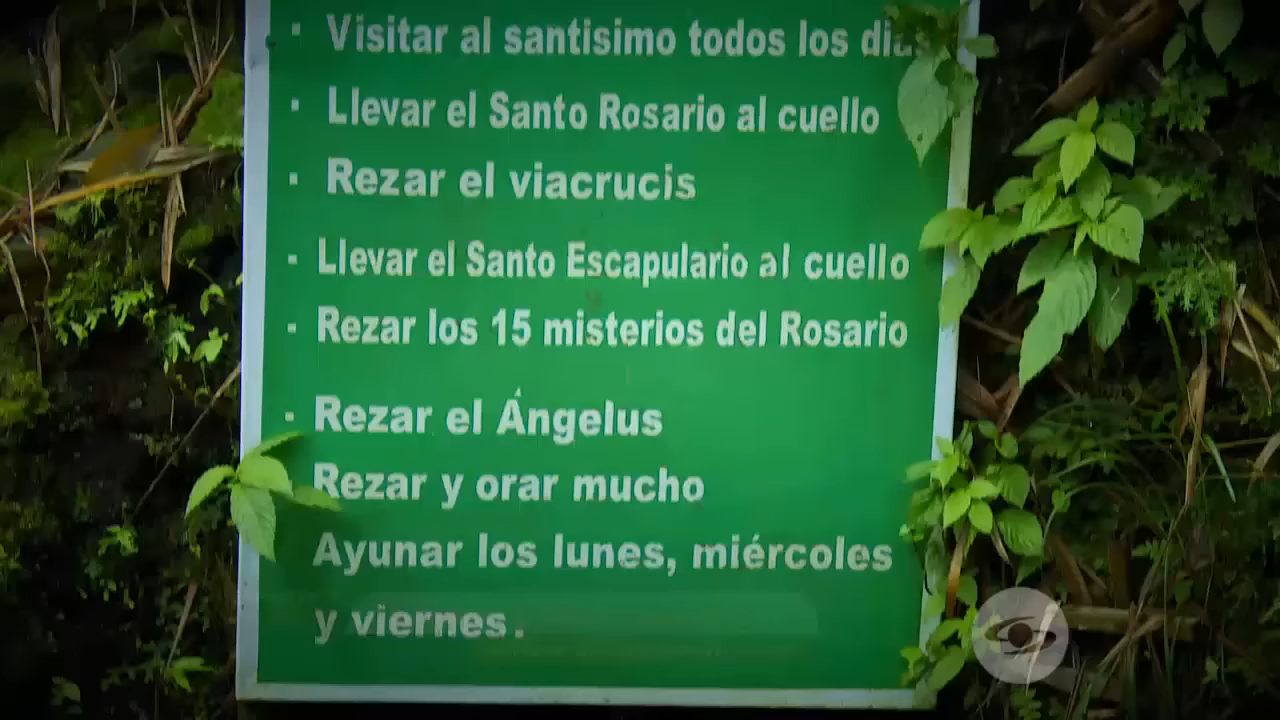 · Visitar al santisimo todos los dia
· Llevar el Santo Rosario al cuello
· Rezar el viacrucis
· Llevar el Santo Escapulario al cuello
· Rezar los 15 misterios del Rosario
· Rezar el Ángelus
Rezar y orar mucho
Ayunar los lunes, miércoles
y viernes.